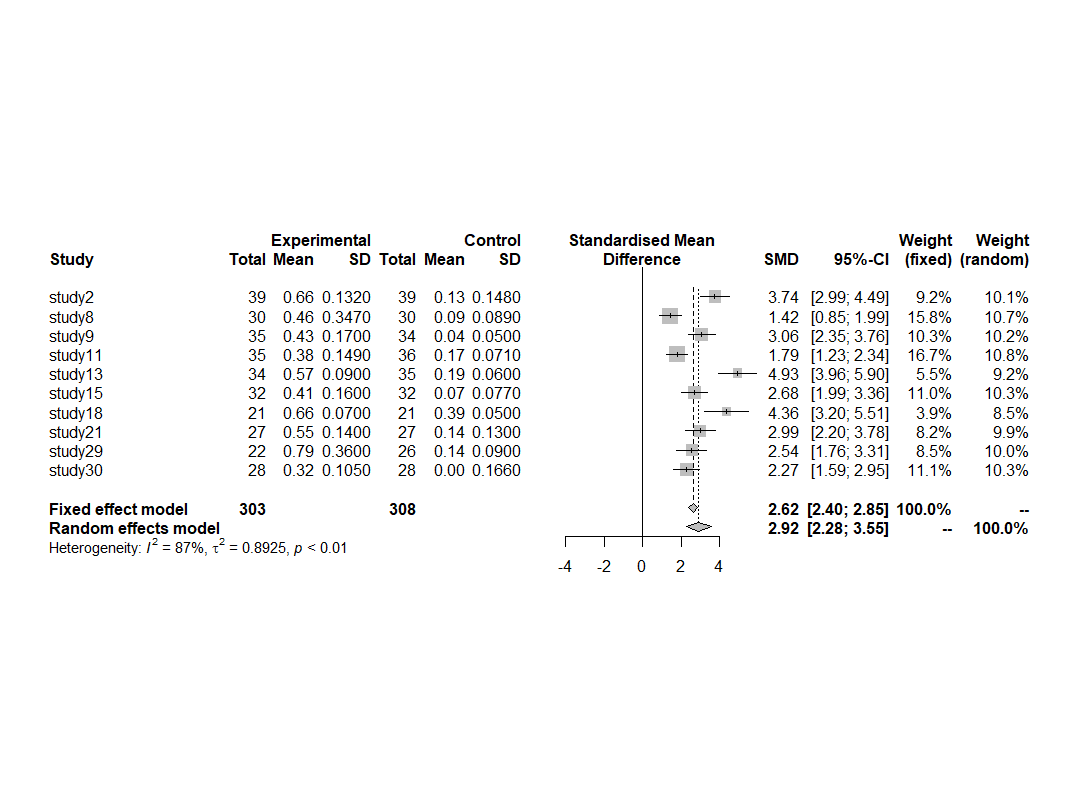 Experimental Control Standardised Mean Weight Weight
Study Total Mean SD Total Mean SD Difference SMD 95%-CI (fixed) (random)
study2 39 0.66 0.1320 39 0.13 0.1480 3.74 [2.99; 4.49] 9.2% 10.1%
study8 30 0.46 0.3470 30 0.09 0.0890 1.42 [0.85; 1.99] 15.8% 10.7%
study9 35 0.43 0.1700 34 0.04 0.0500 3.06 [2.35; 3.76] 10.3% 10.2%
study11 35 0.38 0.1490 36 0.17 0.0710 1.79 [1.23; 2.34] 16.7% 10.8%
study13 34 0.57 0.0900 35 0.19 0.0600 4.93 [3.96; 5.90] 5.5% 9.2%
study15 32 0.41 0.1600 32 0.07 0.0770 2.68 [1.99; 3.36] 11.0% 10.3%
study18 21 0.66 0.0700 21 0.39 0.0500 4.36 [3.20; 5.51] 3.9% 8.5%
study21 27 0.55 0.1400 27 0.14 0.1300 2.99 [2.20; 3.78] 8.2% 9.9%
study29 22 0.79 0.3600 26 0.14 0.0900 2.54 [1.76; 3.31] 8.5% 10.0%
study30 28 0.32 0.1050 28 0.00 0.1660 2.27 [1.59; 2.95] 11.1% 10.3%
Fixed effect model 303 308 2.62 [2.40; 2.85] 100.0% --
Random effects model 2.92 [2.28; 3.55] -- 100.0%
Heterogeneity: I² = 87%, τ² = 0.8925, p < 0.01
-4 -2 0 2 4